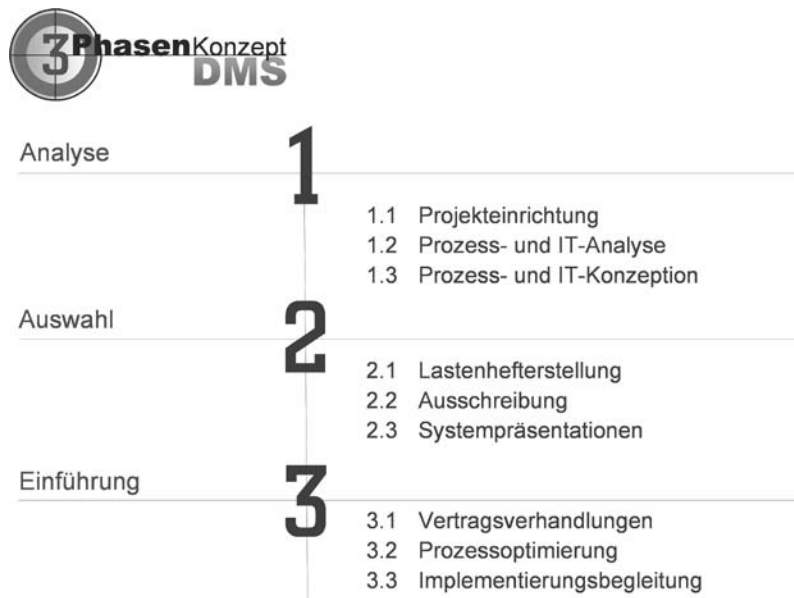 3PhasenKonzept
DMS
Analyse
1
1.1 Projekteinrichtung
1.2 Prozess- und IT-Analyse
1.3 Prozess- und IT-Konzeption
Auswahl
2
2.1 Lastenhefterstellung
2.2 Ausschreibung
2.3 Systempräsentationen
Einführung
3
3.1 Vertragsverhandlungen
3.2 Prozessoptimierung
3.3 Implementierungsbegleitung